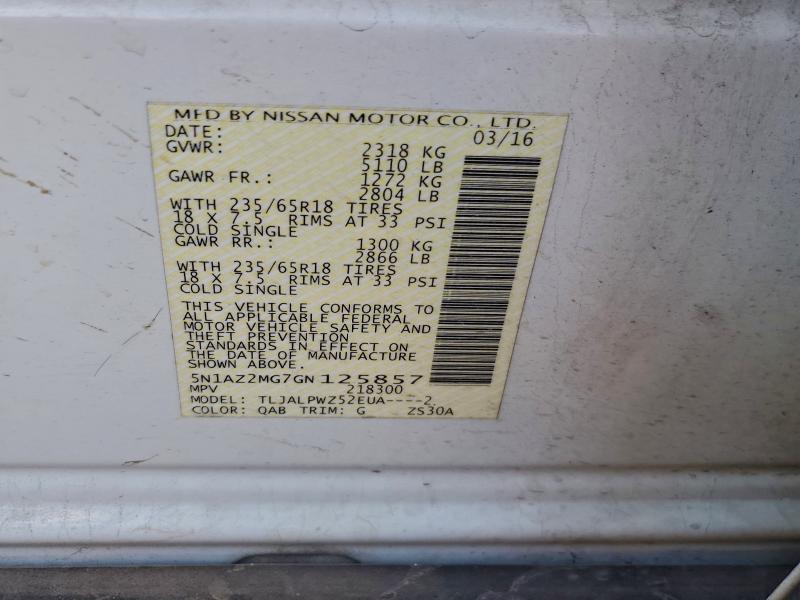 MFD BY NISSAN MOTOR CO., LTD.
DATE: 03/16
GVWR: 2318 KG
5110 LB
GAWR FR.: 1272 KG
2804 LB
WITH 235/65R18 TIRES
18 X 7.5 RIMS AT 33 PSI
COLD SINGLE
GAWR RR.: 1300 KG
2866 LB
WITH 235/65R18 TIRES
18 X 7.5 RIMS AT 33 PSI
COLD SINGLE
THIS VEHICLE CONFORMS TO
ALL APPLICABLE FEDERAL
MOTOR VEHICLE SAFETY AND
THEFT PREVENTION
STANDARDS IN EFFECT ON
THE DATE OF MANUFACTURE
SHOWN ABOVE.
5N1AZ2MG7GN125857
MPV 218300
MODEL: TLJALPWZ52EUA----2
COLOR: QAB TRIM: G ZS30A